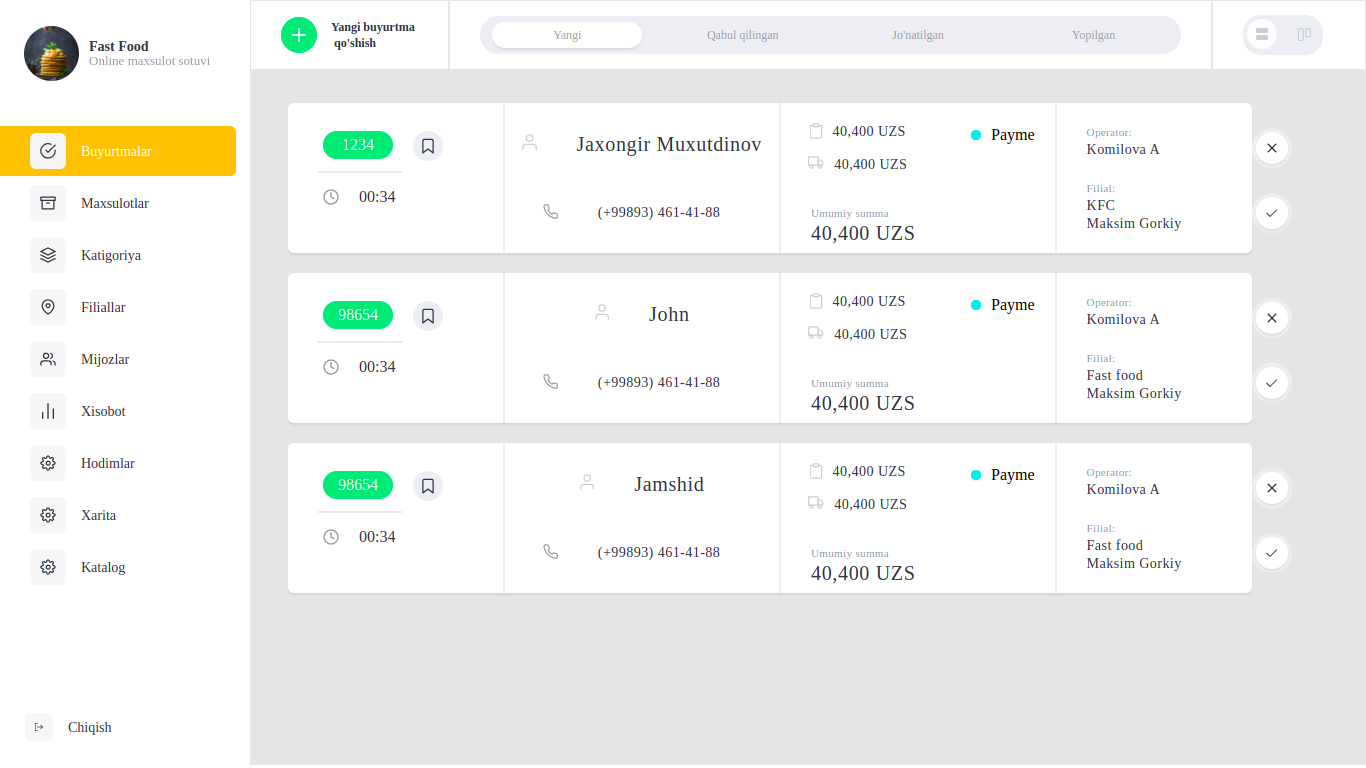 Fast Food
Online maxsulot sotuvi
Buyurtmalar
Maxsulotlar
Katigoriya
Filiallar
Mijozlar
Xisobot
Hodimlar
Xarita
Katalog
Chiqish
Yangi buyurtma
qo'shish
Yangi
Qabul qilingan
Jo'natilgan
Yopilgan
1234
00:34
Jaxongir Muxutdinov
(+99893) 461-41-88
40,400 UZS
Payme
40,400 UZS
Umumiy summa
40,400 UZS
Operator:
Komilova A
Filial:
KFC
Maksim Gorkiy
98654
00:34
John
(+99893) 461-41-88
40,400 UZS
Payme
40,400 UZS
Umumiy summa
40,400 UZS
Operator:
Komilova A
Filial:
Fast food
Maksim Gorkiy
98654
00:34
Jamshid
(+99893) 461-41-88
40,400 UZS
Payme
40,400 UZS
Umumiy summa
40,400 UZS
Operator:
Komilova A
Filial:
Fast food
Maksim Gorkiy